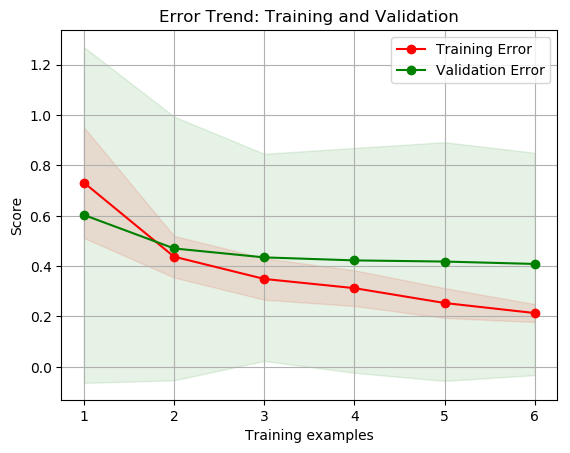 Error Trend: Training and Validation
Training Error
Validation Error
Score
1.2
1.0
0.8
0.6
0.4
0.2
0.0
1 2 3 4 5 6
Training examples